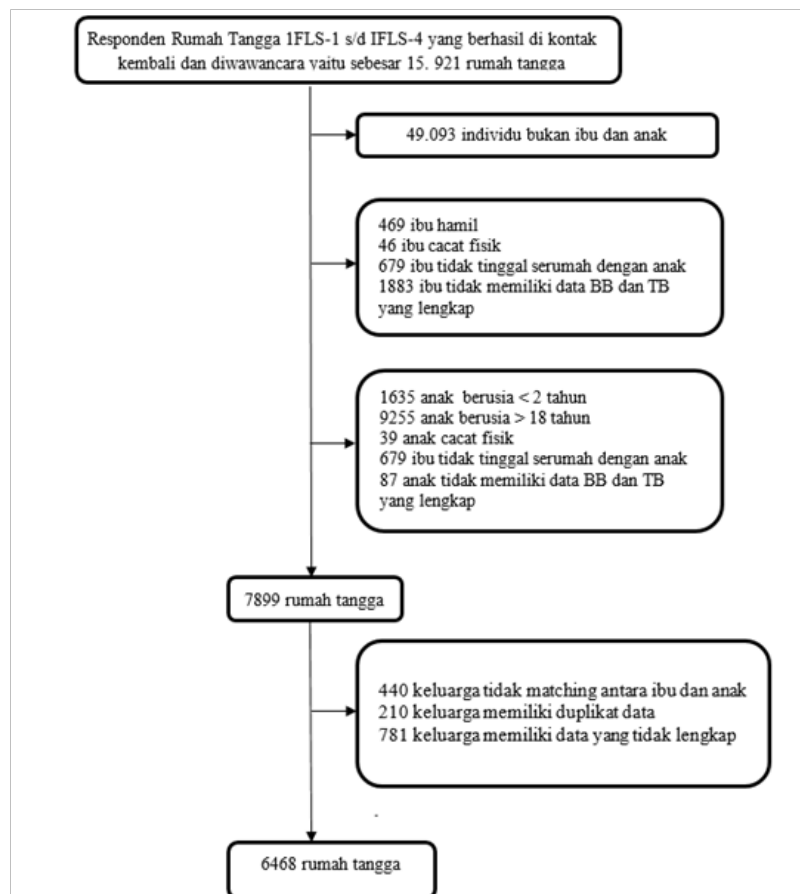 Responden Rumah Tangga 1FLS-1 s/d IFLS-4 yang berhasil di kontak
kembali dan diwawancara yaitu sebesar 15. 921 rumah tangga
49.093 individu bukan ibu dan anak
469 ibu hamil
46 ibu cacat fisik
679 ibu tidak tinggal serumah dengan anak
1883 ibu tidak memiliki data BB dan TB
yang lengkap
1635 anak berusia < 2 tahun
9255 anak berusia > 18 tahun
39 anak cacat fisik
679 ibu tidak tinggal serumah dengan anak
87 anak tidak memiliki data BB dan TB
yang lengkap
7899 rumah tangga
440 keluarga tidak matching antara ibu dan anak
210 keluarga memiliki duplikat data
781 keluarga memiliki data yang tidak lengkap
6468 rumah tangga